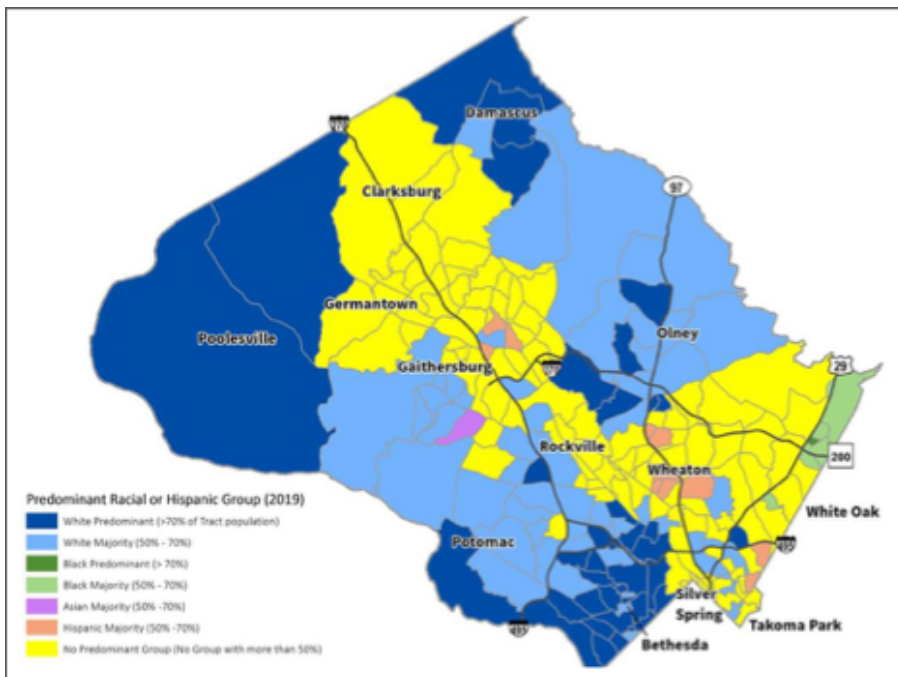 Damascus
270
Clarksburg
97
Germantown
Poolesville
Olney
29
Gaithersburg
Rockville
200
Wheaton
Predominant Racial or Hispanic Group (2019)
White Predominant (>70% of Tract population)
White Majority (50% - 70%)
Black Predominant (> 70%)
Black Majority (50% - 70%)
Asian Majority (50% -70%)
Hispanic Majority (50% -70%)
No Predominant Group (No Group with more than 50%)
White Oak
Potomac
495
Silver
Spring
Takoma Park
495
Bethesda